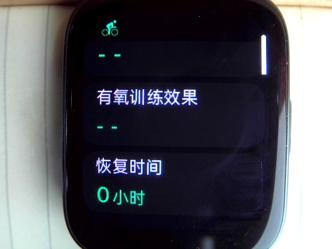 --
有氧训练效果
--
恢复时间
0小时